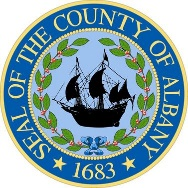 SEAL OF THE COUNTY OF ALBANY
1683